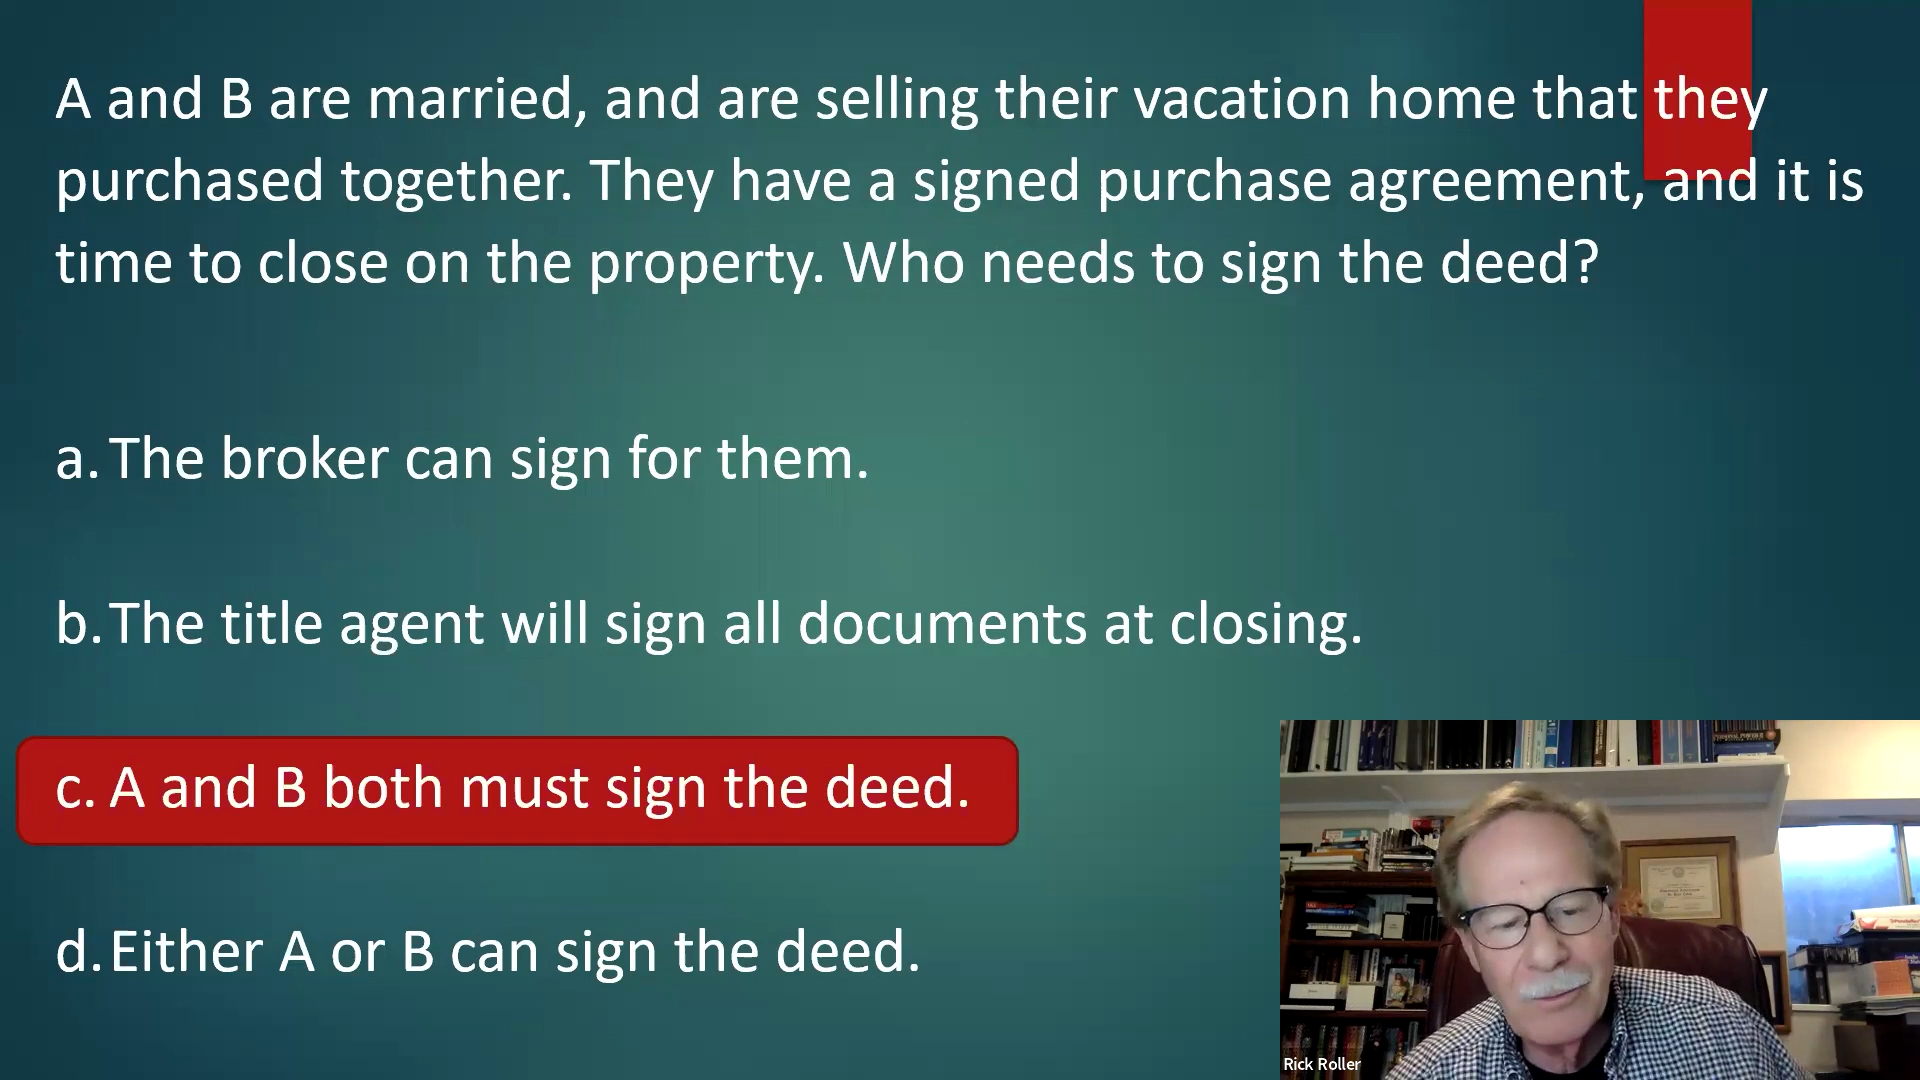 A and B are married, and are selling their vacation home that they
purchased together. They have a signed purchase agreement, and it is
time to close on the property. Who needs to sign the deed?
a. The broker can sign for them.
b. The title agent will sign all documents at closing.
c. A and B both must sign the deed.
d. Either A or B can sign the deed.
Rick Roller